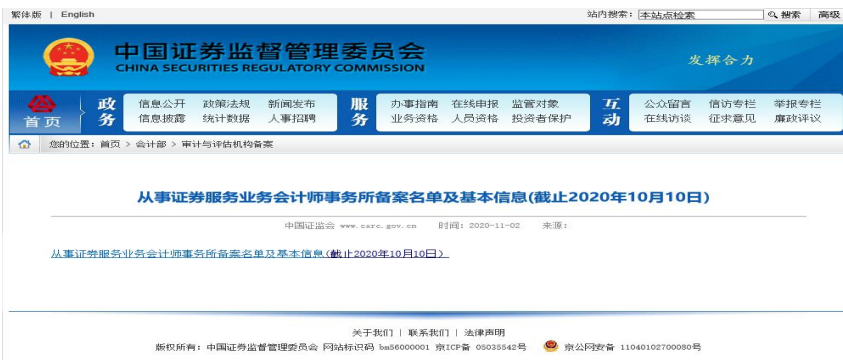 繁体版 | English 站内搜索: 本站点检索 搜索 高级
中国证券监督管理委员会
CHINA SECURITIES REGULATORY COMMISSION
发挥合力
首页 政务 信息公开 政策法规 新闻发布 服务 办事指南 在线申报 监管对象 互动 公众留言 信访专栏 举报专栏
信息披露 统计数据 人事招聘 业务资格 人员资格 投资者保护 在线访谈 征求意见 廉政评议
您的位置: 首页 > 会计部 > 审计与评估机构备案
从事证券服务业务会计师事务所备案名单及基本信息(截止2020年10月10日)
中国证监会 www.csrc.gov.cn 时间: 2020-11-02 来源:
从事证券服务业务会计师事务所备案名单及基本信息(截止2020年10月10日)
关于我们 | 联系我们 | 法律声明
版权所有: 中国证券监督管理委员会 网站标识码 bm56000001 京ICP备 05035542号 京公网安备 11040102700080号